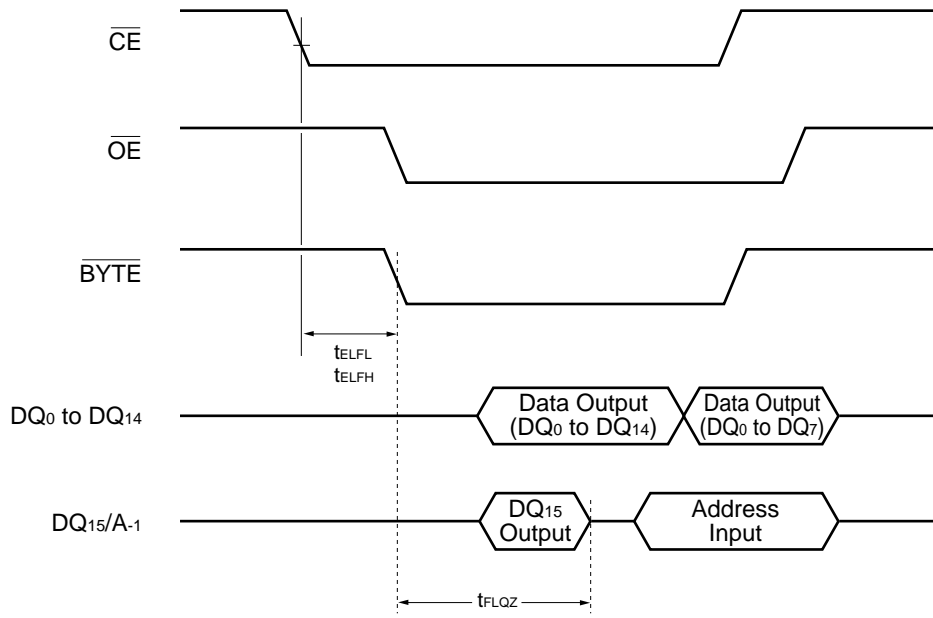 CE
OE
BYTE
tELFL
tELFH
DQ0 to DQ14
Data Output
(DQ0 to DQ14)
Data Output
(DQ0 to DQ7)
DQ15/A-1
DQ15
Output
Address
Input
tFLQZ